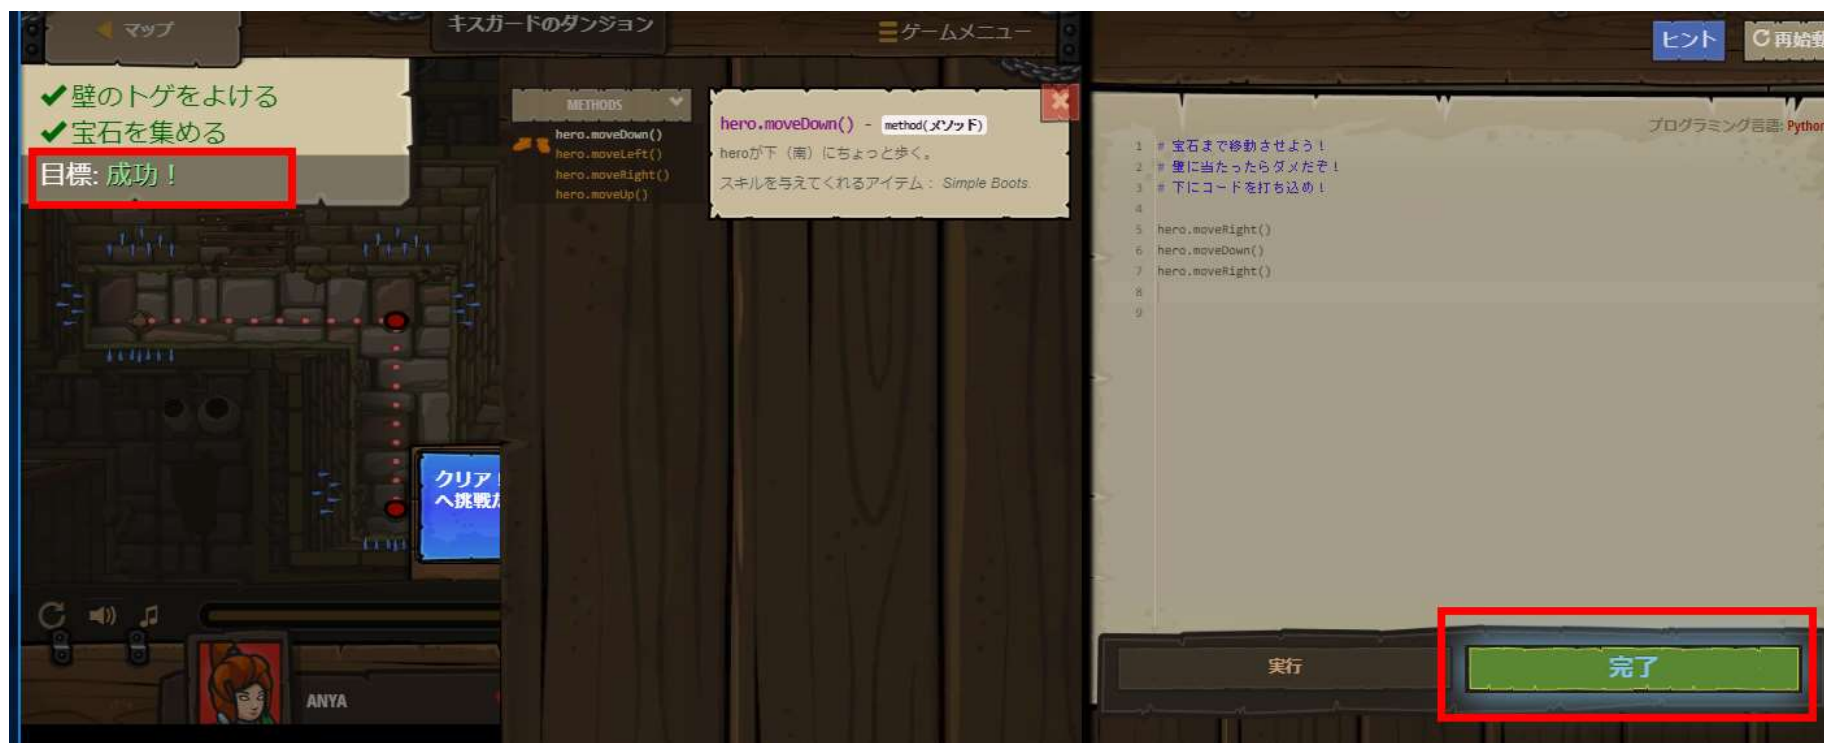 マップ
キスガードのダンジョン
ゲームメニュー
ヒント
再始動
壁のトゲをよける
宝石を集める
目標: 成功！
METHODS
hero.moveDown()
hero.moveLeft()
hero.moveRight()
hero.moveUp()
hero.moveDown() - method(メソッド)
heroが下（南）にちょっと歩く。
スキルを与えてくれるアイテム： Simple Boots.
プログラミング言語: Python
1 # 宝石まで移動させよう！
2 # 壁に当たったらダメだぞ！
3 # 下にコードを打ち込め！
4
5 hero.moveRight()
6 hero.moveDown()
7 hero.moveRight()
8
9
クリア！
へ挑戦だ
ANYA
実行
完了